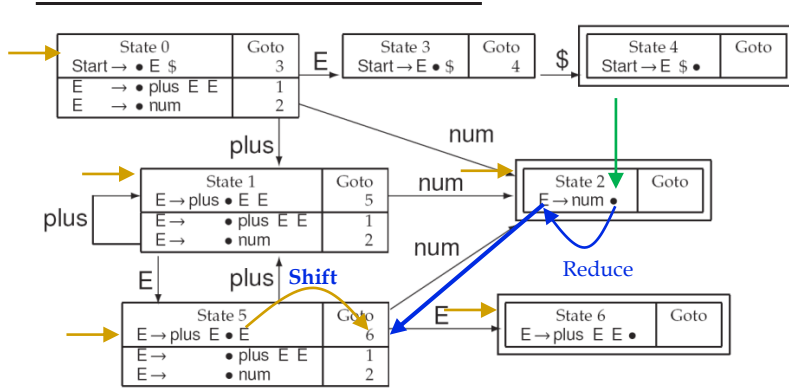 State 0 Goto
Start → • E $ 3
E → • plus E E 1
E → • num 2
E
State 3 Goto
Start → E • $ 4
$
State 4 Goto
Start → E $ •
plus
num
State 1 Goto
E → plus • E E 5
E → • plus E E 1
E → • num 2
plus
num
State 2 Goto
E → num •
E
plus
num
Shift
Reduce
State 5 Goto
E → plus E • E 6
E → • plus E E 1
E → • num 2
E
State 6 Goto
E → plus E E •